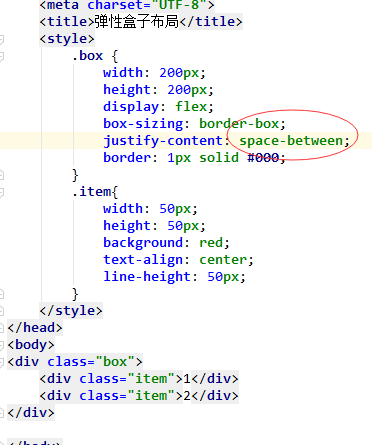 <meta charset="UTF-8">
<title>弹性盒子布局</title>
<style>
.box {
width: 200px;
height: 200px;
display: flex;
box-sizing: border-box;
justify-content: space-between;
border: 1px solid #000;
}
.item{
width: 50px;
height: 50px;
background: red;
text-align: center;
line-height: 50px;
}
</style>
</head>
<body>
<div class="box">
<div class="item">1</div>
<div class="item">2</div>
</div>
</body>